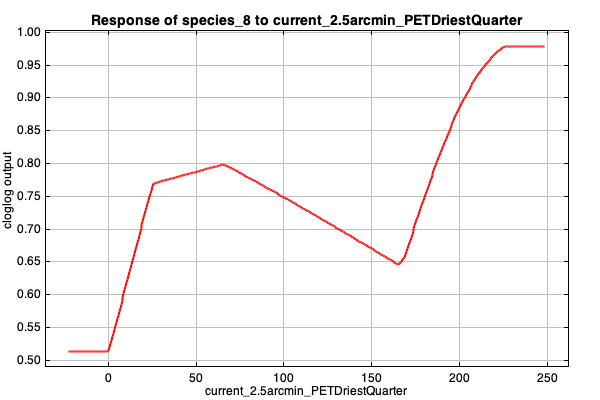 Response of species_8 to current_2.5arcmin_PETDriestQuarter
1.00
0.95
0.90
0.85
0.80
0.75
0.70
0.65
0.60
0.55
0.50
cloglog output
0 50 100 150 200 250
current_2.5arcmin_PETDriestQuarter